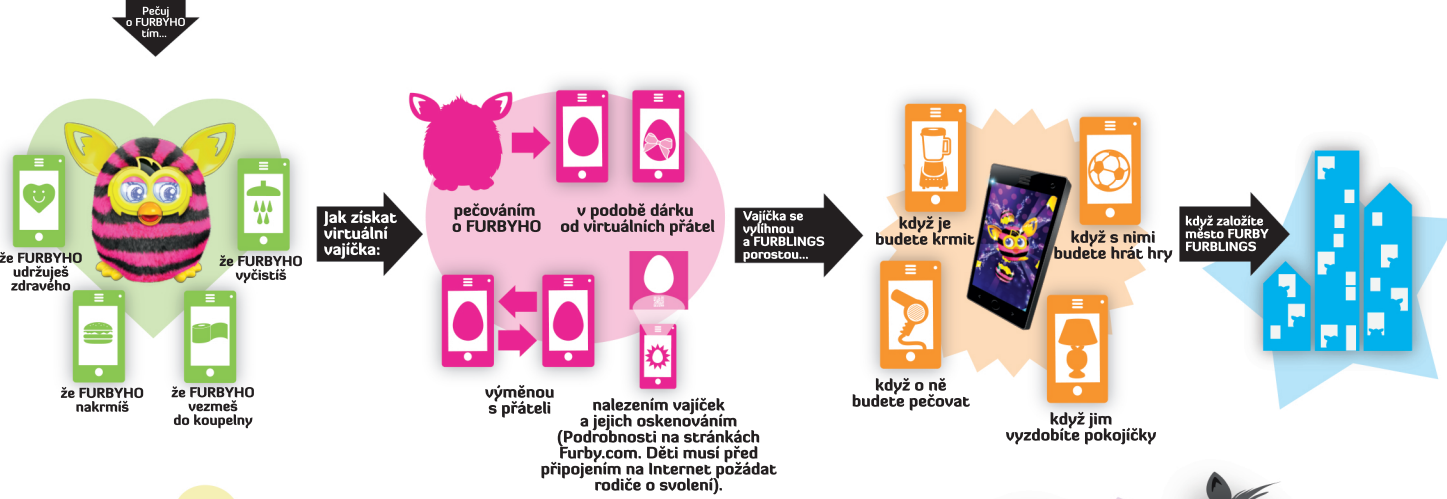 Pečuj
o FURBYHO
tím...
že FURBYHO
udržuješ
zdravého
že FURBYHO
vyčistíš
že FURBYHO
nakrmíš
že FURBYHO
vezmeš
do koupelny
Jak získat
virtuální
vajíčka:
pečováním
o FURBYHO
v podobě dárku
od virtuálních přátel
výměnou
s přáteli
nalezením vajíček
a jejich oskenováním
(Podrobnosti na stránkách
Furby.com. Děti musí před
připojením na Internet požádat
rodiče o svolení).
Vajíčka se
vylíhnou
a FURBLINGS
porostou...
když je
budete krmit
když s nimi
budete hrát hry
když o ně
budete pečovat
když jim
vyzdobíte pokojíčky
když založíte
město FURBY
FURBLINGS